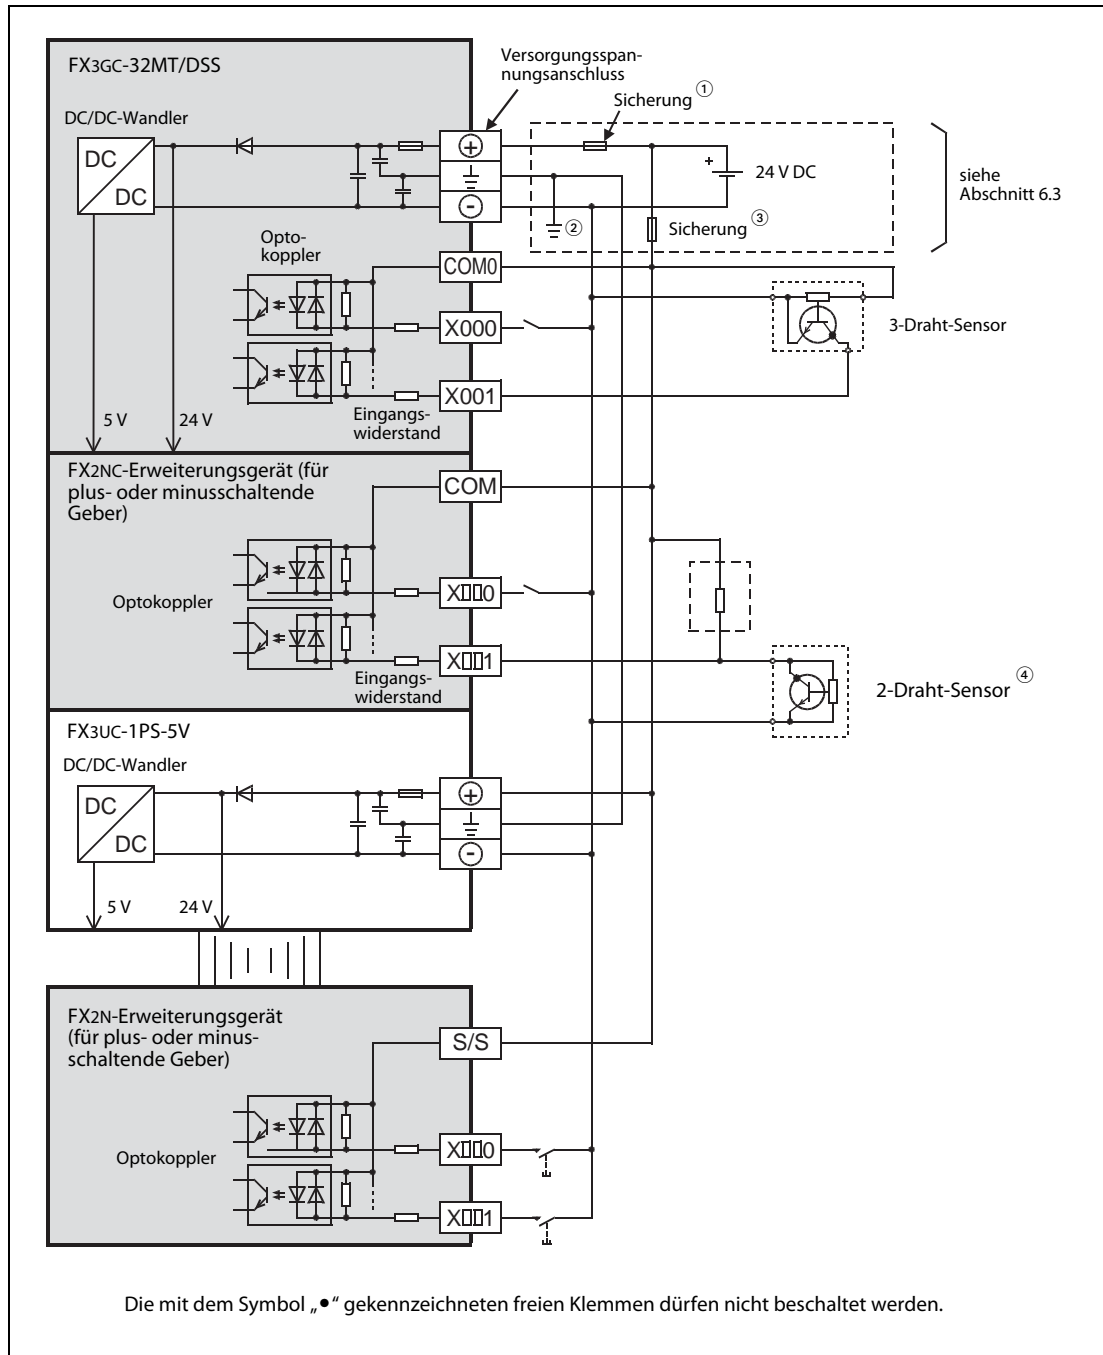 FX3GC-32MT/DSS
Versorgungsspan-
nungsanschluss
Sicherung ①
DC/DC-Wandler
DC
DC
+
-
+
24 V DC
siehe
Abschnitt 6.3
②
Sicherung ③
Opto-
koppler
COM0
X000
3-Draht-Sensor
X001
Eingangs-
widerstand
5 V
24 V
FX2NC-Erweiterungsgerät (für
plus- oder minusschaltende
Geber)
COM
Optokoppler
X▯▯0
X▯▯1
Eingangs-
widerstand
2-Draht-Sensor ④
FX3UC-1PS-5V
DC/DC-Wandler
DC
DC
+
-
5 V
24 V
FX2N-Erweiterungsgerät
(für plus- oder minus-
schaltende Geber)
S/S
Optokoppler
X▯▯0
X▯▯1
Die mit dem Symbol „●“ gekennzeichneten freien Klemmen dürfen nicht beschaltet werden.